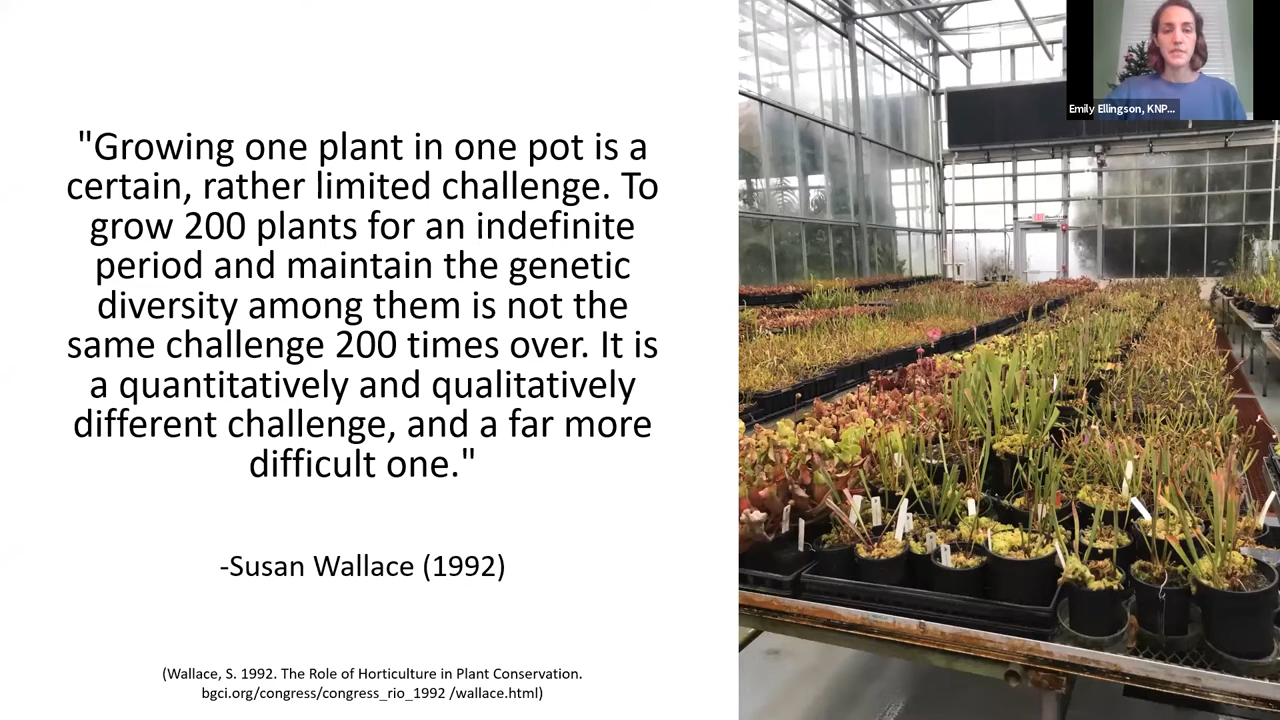 "Growing one plant in one pot is a
certain, rather limited challenge. To
grow 200 plants for an indefinite
period and maintain the genetic
diversity among them is not the
same challenge 200 times over. It is
a quantitatively and qualitatively
different challenge, and a far more
difficult one."
-Susan Wallace (1992)
(Wallace, S. 1992. The Role of Horticulture in Plant Conservation.
bgci.org/congress/congress_rio_1992 /wallace.html)
Emily Ellingson, KNP...